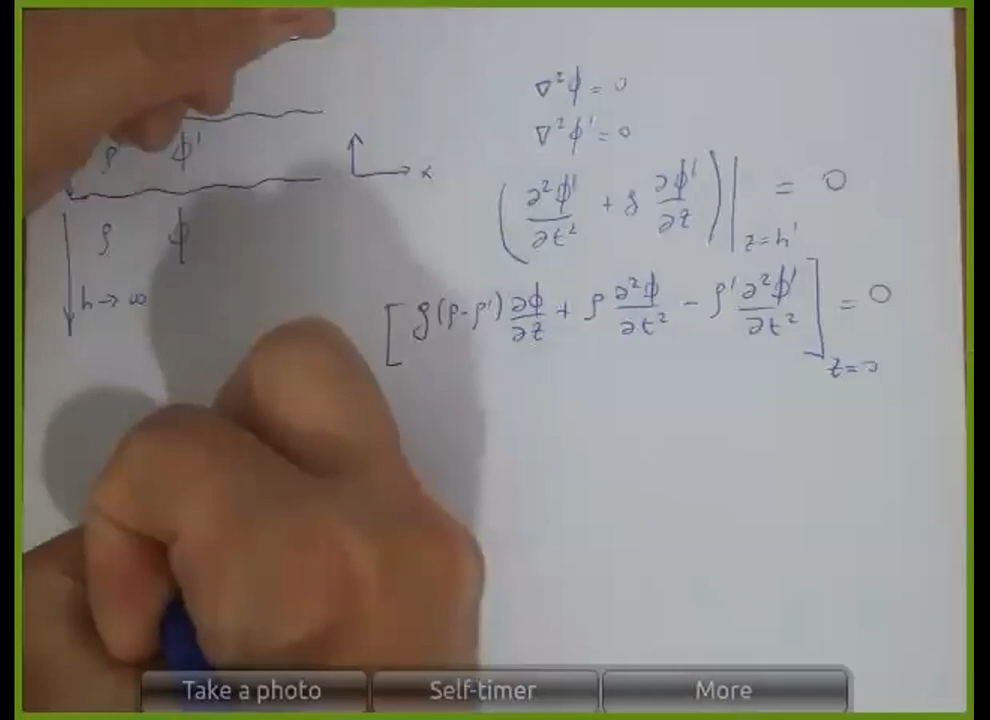 ∇²ϕ = 0
∇²ϕ' = 0
ρ' ϕ'
x
(∂²ϕ'/∂t² + g ∂ϕ'/∂z)|z=h' = 0
ρ ϕ
h → ∞
[g(ρ-ρ')∂ϕ/∂z + ρ ∂²ϕ/∂t² - ρ' ∂²ϕ'/∂t²]z=0 = 0
Take a photo
Self-timer
More